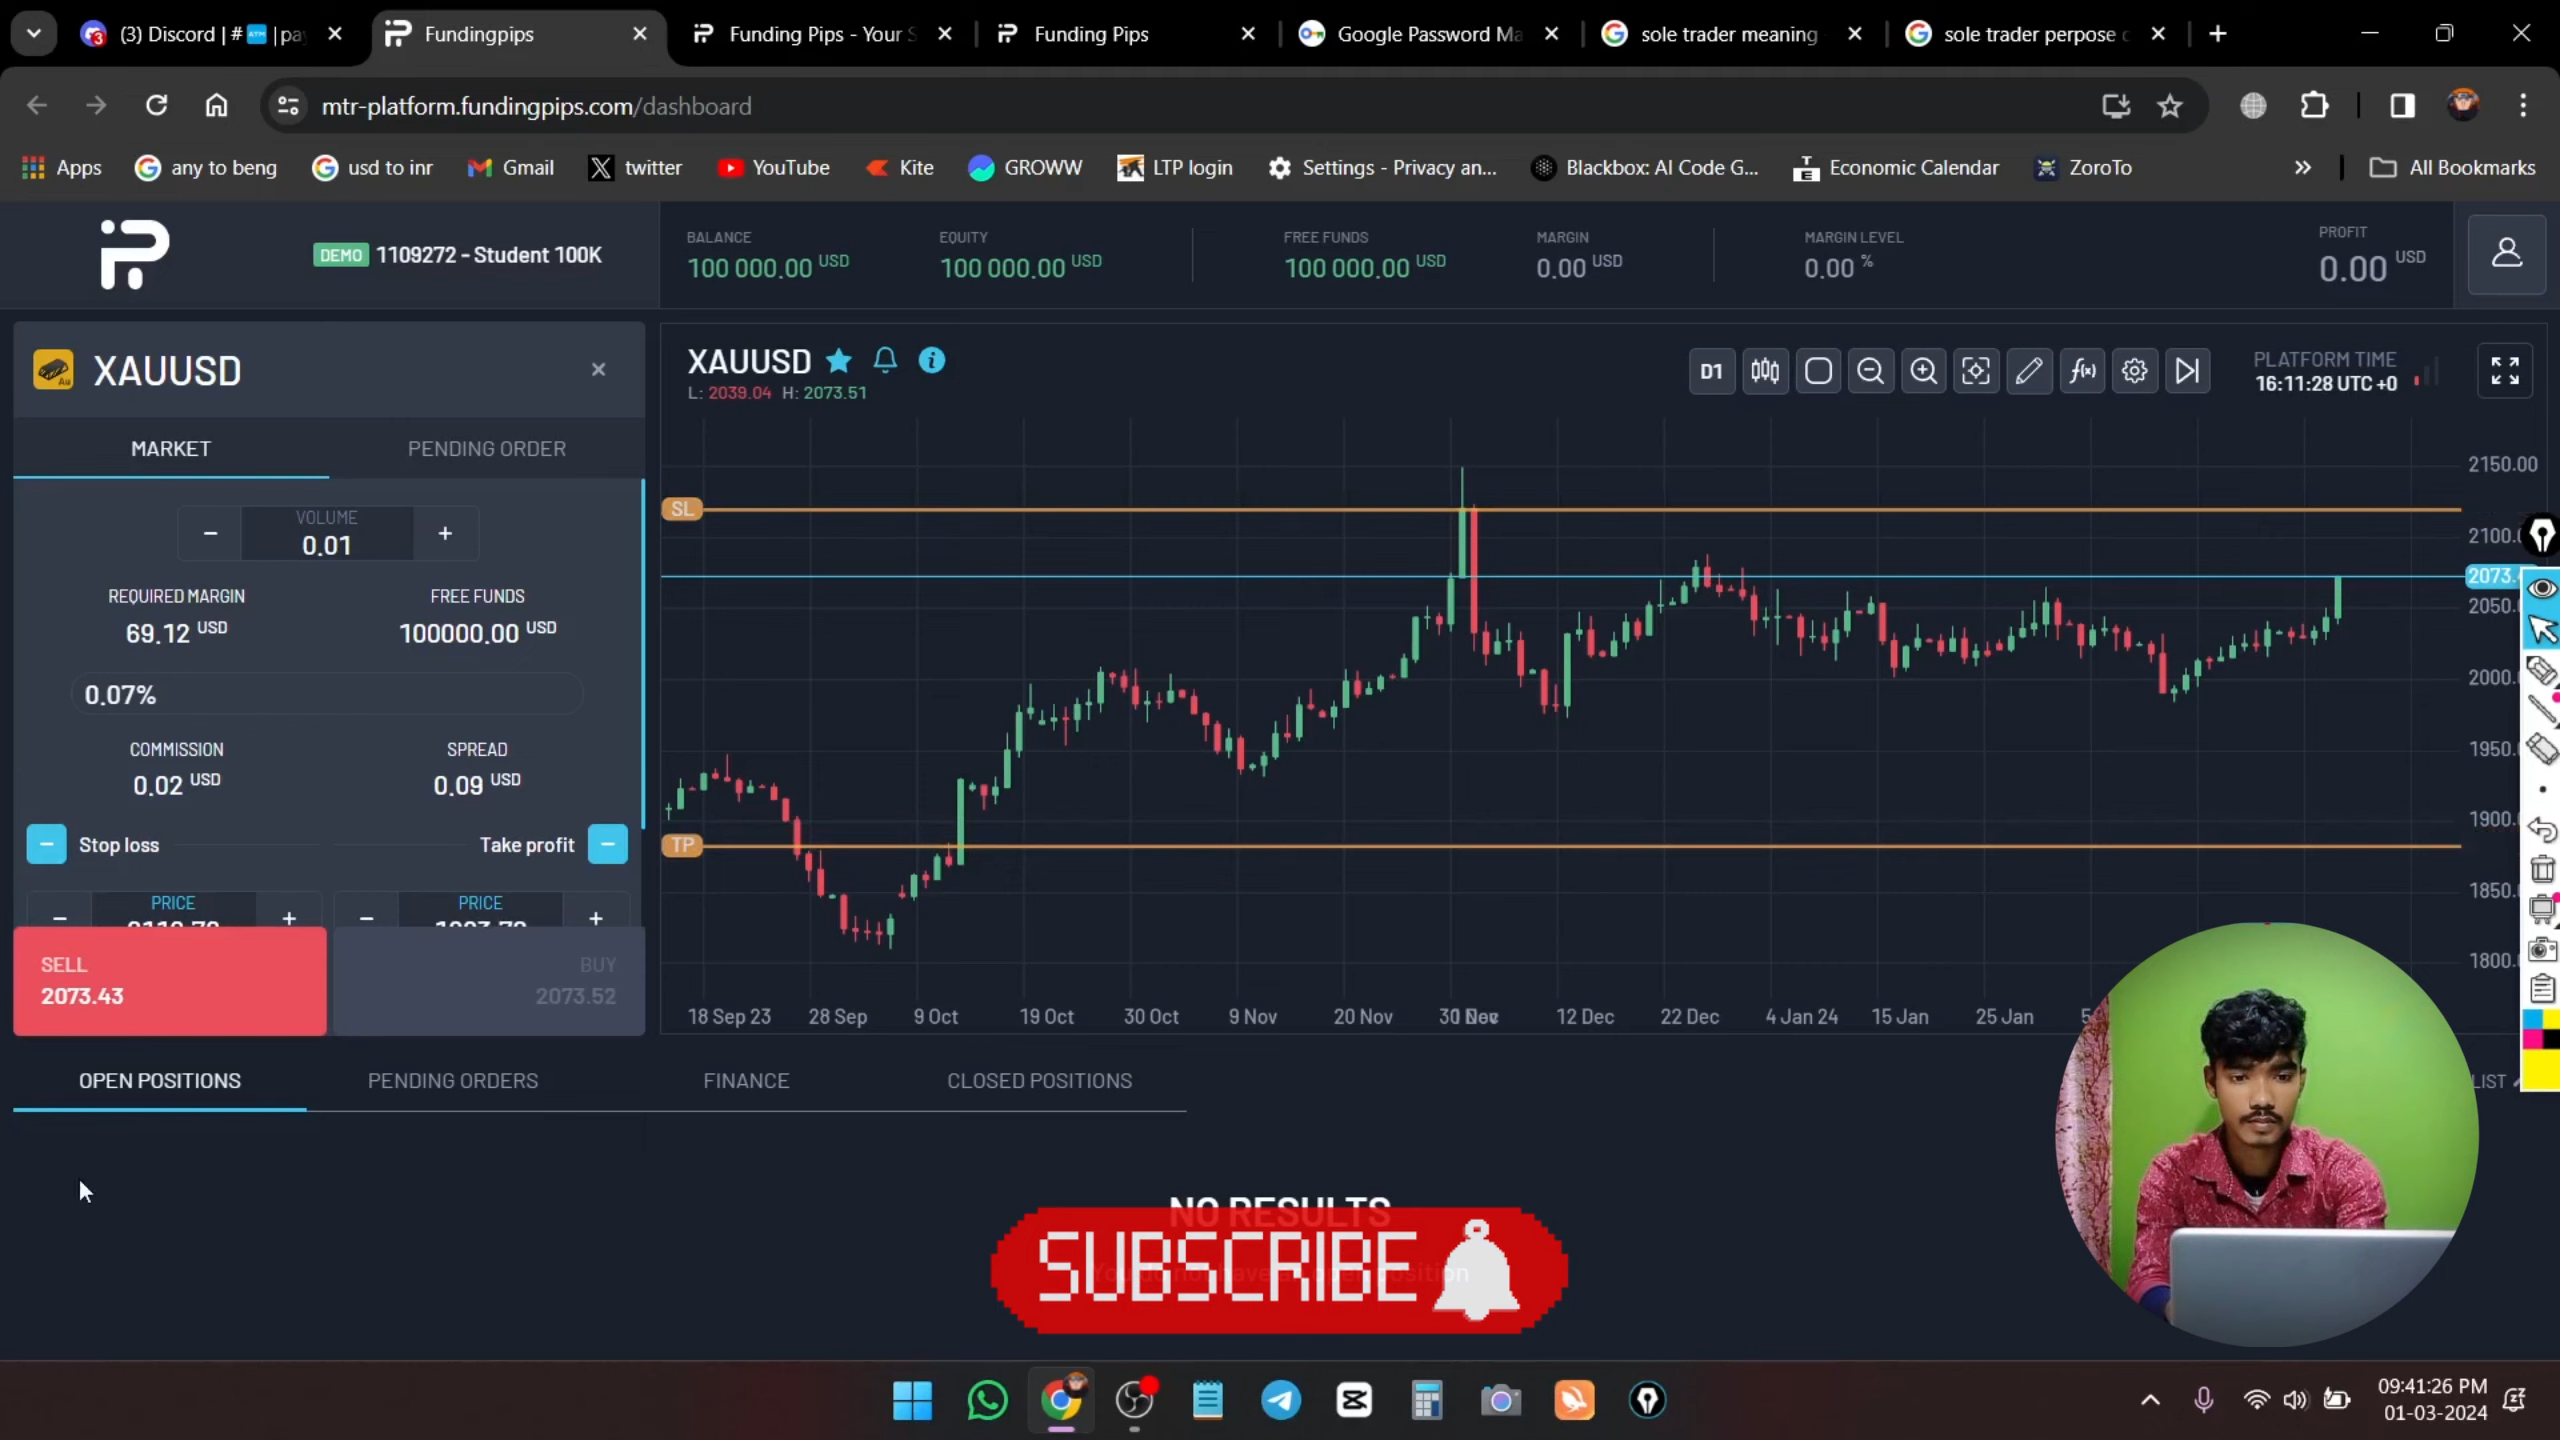 (3) Discord | # ATM | pay
Fundingpips
Funding Pips - Your S
Funding Pips
Google Password Ma
sole trader meaning
sole trader perpose c
mtr-platform.fundingpips.com/dashboard
Apps
any to beng
usd to inr
Gmail
twitter
YouTube
Kite
GROWW
LTP login
Settings - Privacy an...
Blackbox: AI Code G...
Economic Calendar
ZoroTo
All Bookmarks
DEMO 1109272 - Student 100K
BALANCE
100 000.00 USD
EQUITY
100 000.00 USD
FREE FUNDS
100 000.00 USD
MARGIN
0.00 USD
MARGIN LEVEL
0.00 %
PROFIT
0.00 USD
Au
XAUUSD
MARKET
PENDING ORDER
VOLUME
0.01
REQUIRED MARGIN
69.12 USD
FREE FUNDS
100000.00 USD
0.07%
COMMISSION
0.02 USD
SPREAD
0.09 USD
Stop loss
Take profit
PRICE
PRICE
SELL
2073.43
BUY
2073.52
XAUUSD
L: 2039.04 H: 2073.51
D1
f(x)
PLATFORM TIME
16:11:28 UTC +0
SL
TP
2150.00
2100.
2073.
2050.
2000.
1950.
1900.
1850.
1800.
18 Sep 23
28 Sep
9 Oct
19 Oct
30 Oct
9 Nov
20 Nov
30
12 Dec
22 Dec
4 Jan 24
15 Jan
25 Jan
OPEN POSITIONS
PENDING ORDERS
FINANCE
CLOSED POSITIONS
LIST
NO RESULTS
SUBSCRIBE
09:41:26 PM
01-03-2024